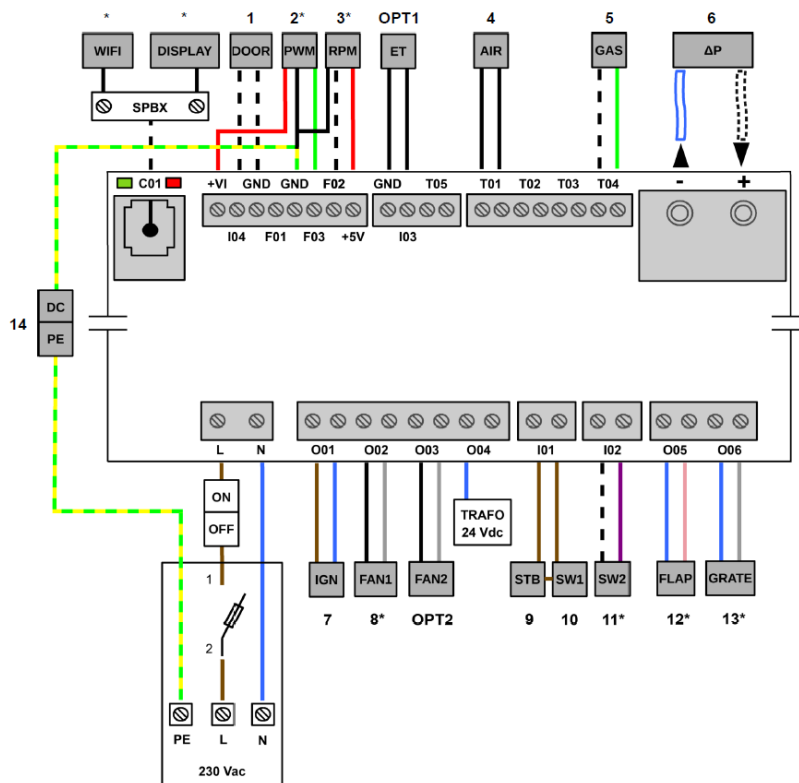 * * 1 2* 3* OPT1 4 5 6
WIFI DISPLAY DOOR PWM RPM ET AIR GAS ΔP
SPBX
C01 +VI GND GND F02 GND T05 T01 T02 T03 T04 - +
I04 F01 F03 +5V I03
14
DC
PE
L N O01 O02 O03 O04 I01 I02 O05 O06
ON
OFF
TRAFO
24 Vdc
IGN FAN1 FAN2 STB SW1 SW2 FLAP GRATE
7 8* OPT2 9 10 11* 12* 13*
1
2
PE L N
230 Vac